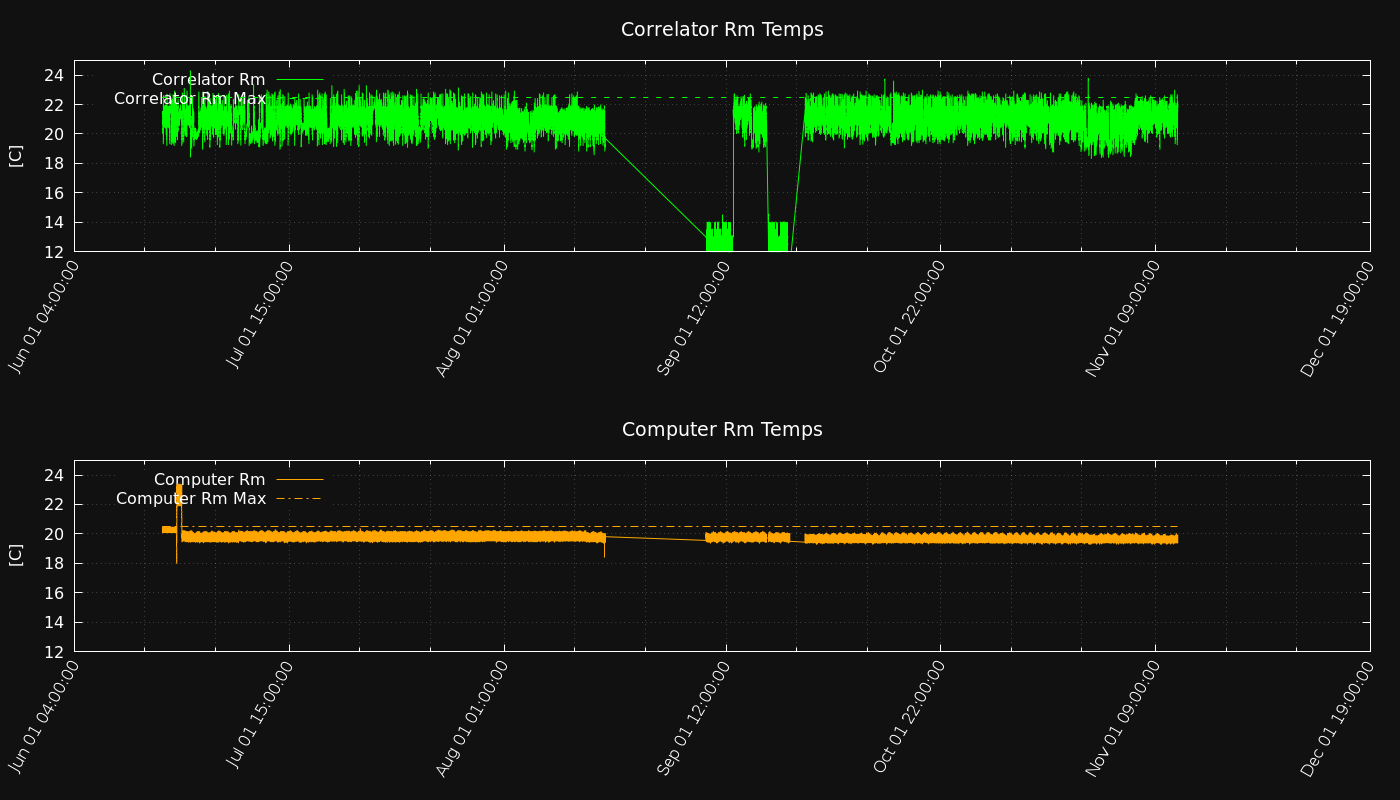 Correlator Rm Temps
Correlator Rm
Correlator Rm Max
24
22
20
18
16
14
12
[C]
Jun 01 04:00:00
Jul 01 15:00:00
Aug 01 01:00:00
Sep 01 12:00:00
Oct 01 22:00:00
Nov 01 09:00:00
Dec 01 19:00:00
Computer Rm Temps
Computer Rm
Computer Rm Max
24
22
20
18
16
14
12
[C]
Jun 01 04:00:00
Jul 01 15:00:00
Aug 01 01:00:00
Sep 01 12:00:00
Oct 01 22:00:00
Nov 01 09:00:00
Dec 01 19:00:00